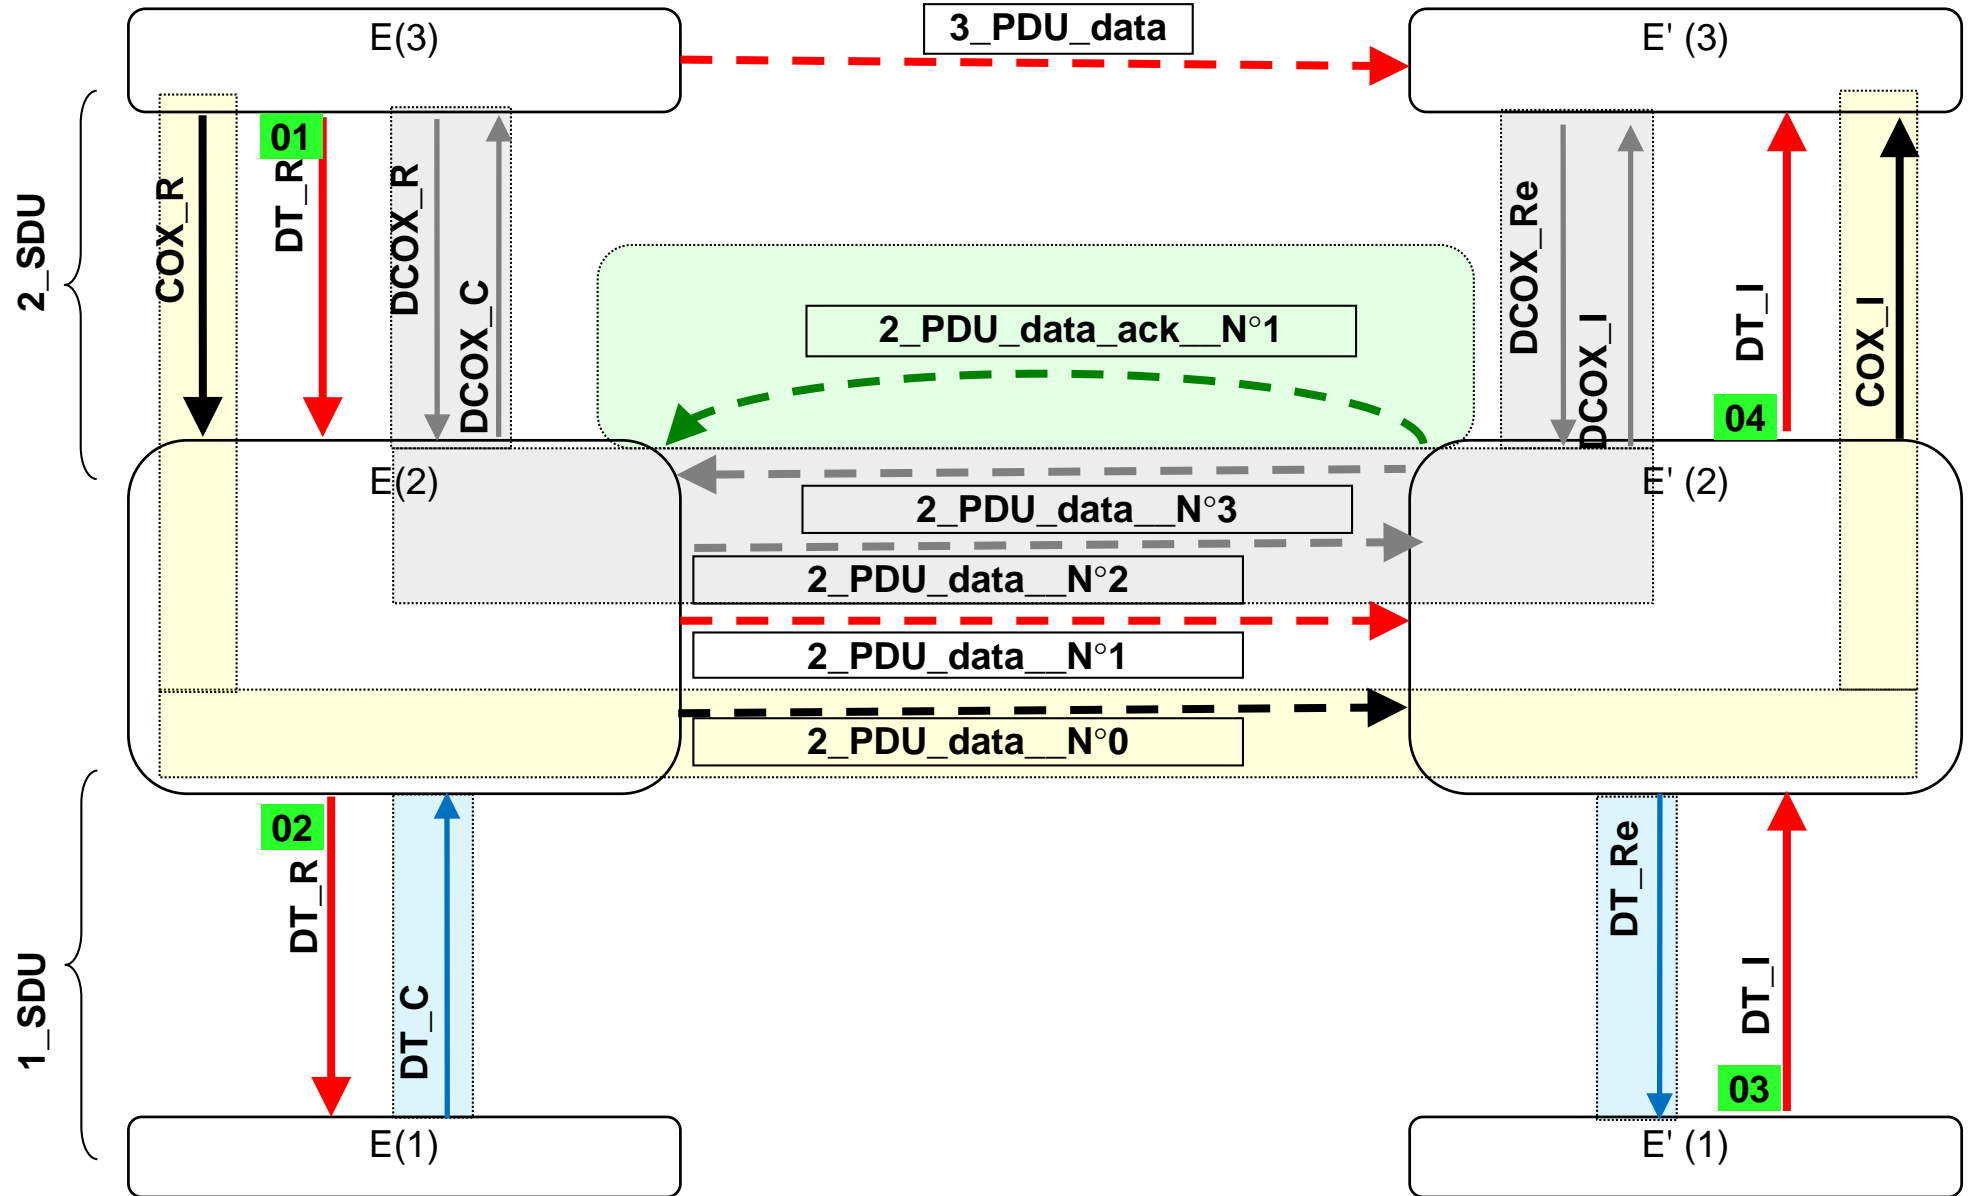 E(3)
3_PDU_data
E' (3)
2_SDU
COX_R
01
DT_R
DCOX_R
DCOX_C
2_PDU_data_ack__N°1
DCOX_Re
DCOX_I
DT_I
04
COX_I
E(2)
E' (2)
2_PDU_data__N°3
2_PDU_data__N°2
2_PDU_data__N°1
2_PDU_data__N°0
1_SDU
02
DT_R
DT_C
DT_Re
DT_I
03
E(1)
E' (1)